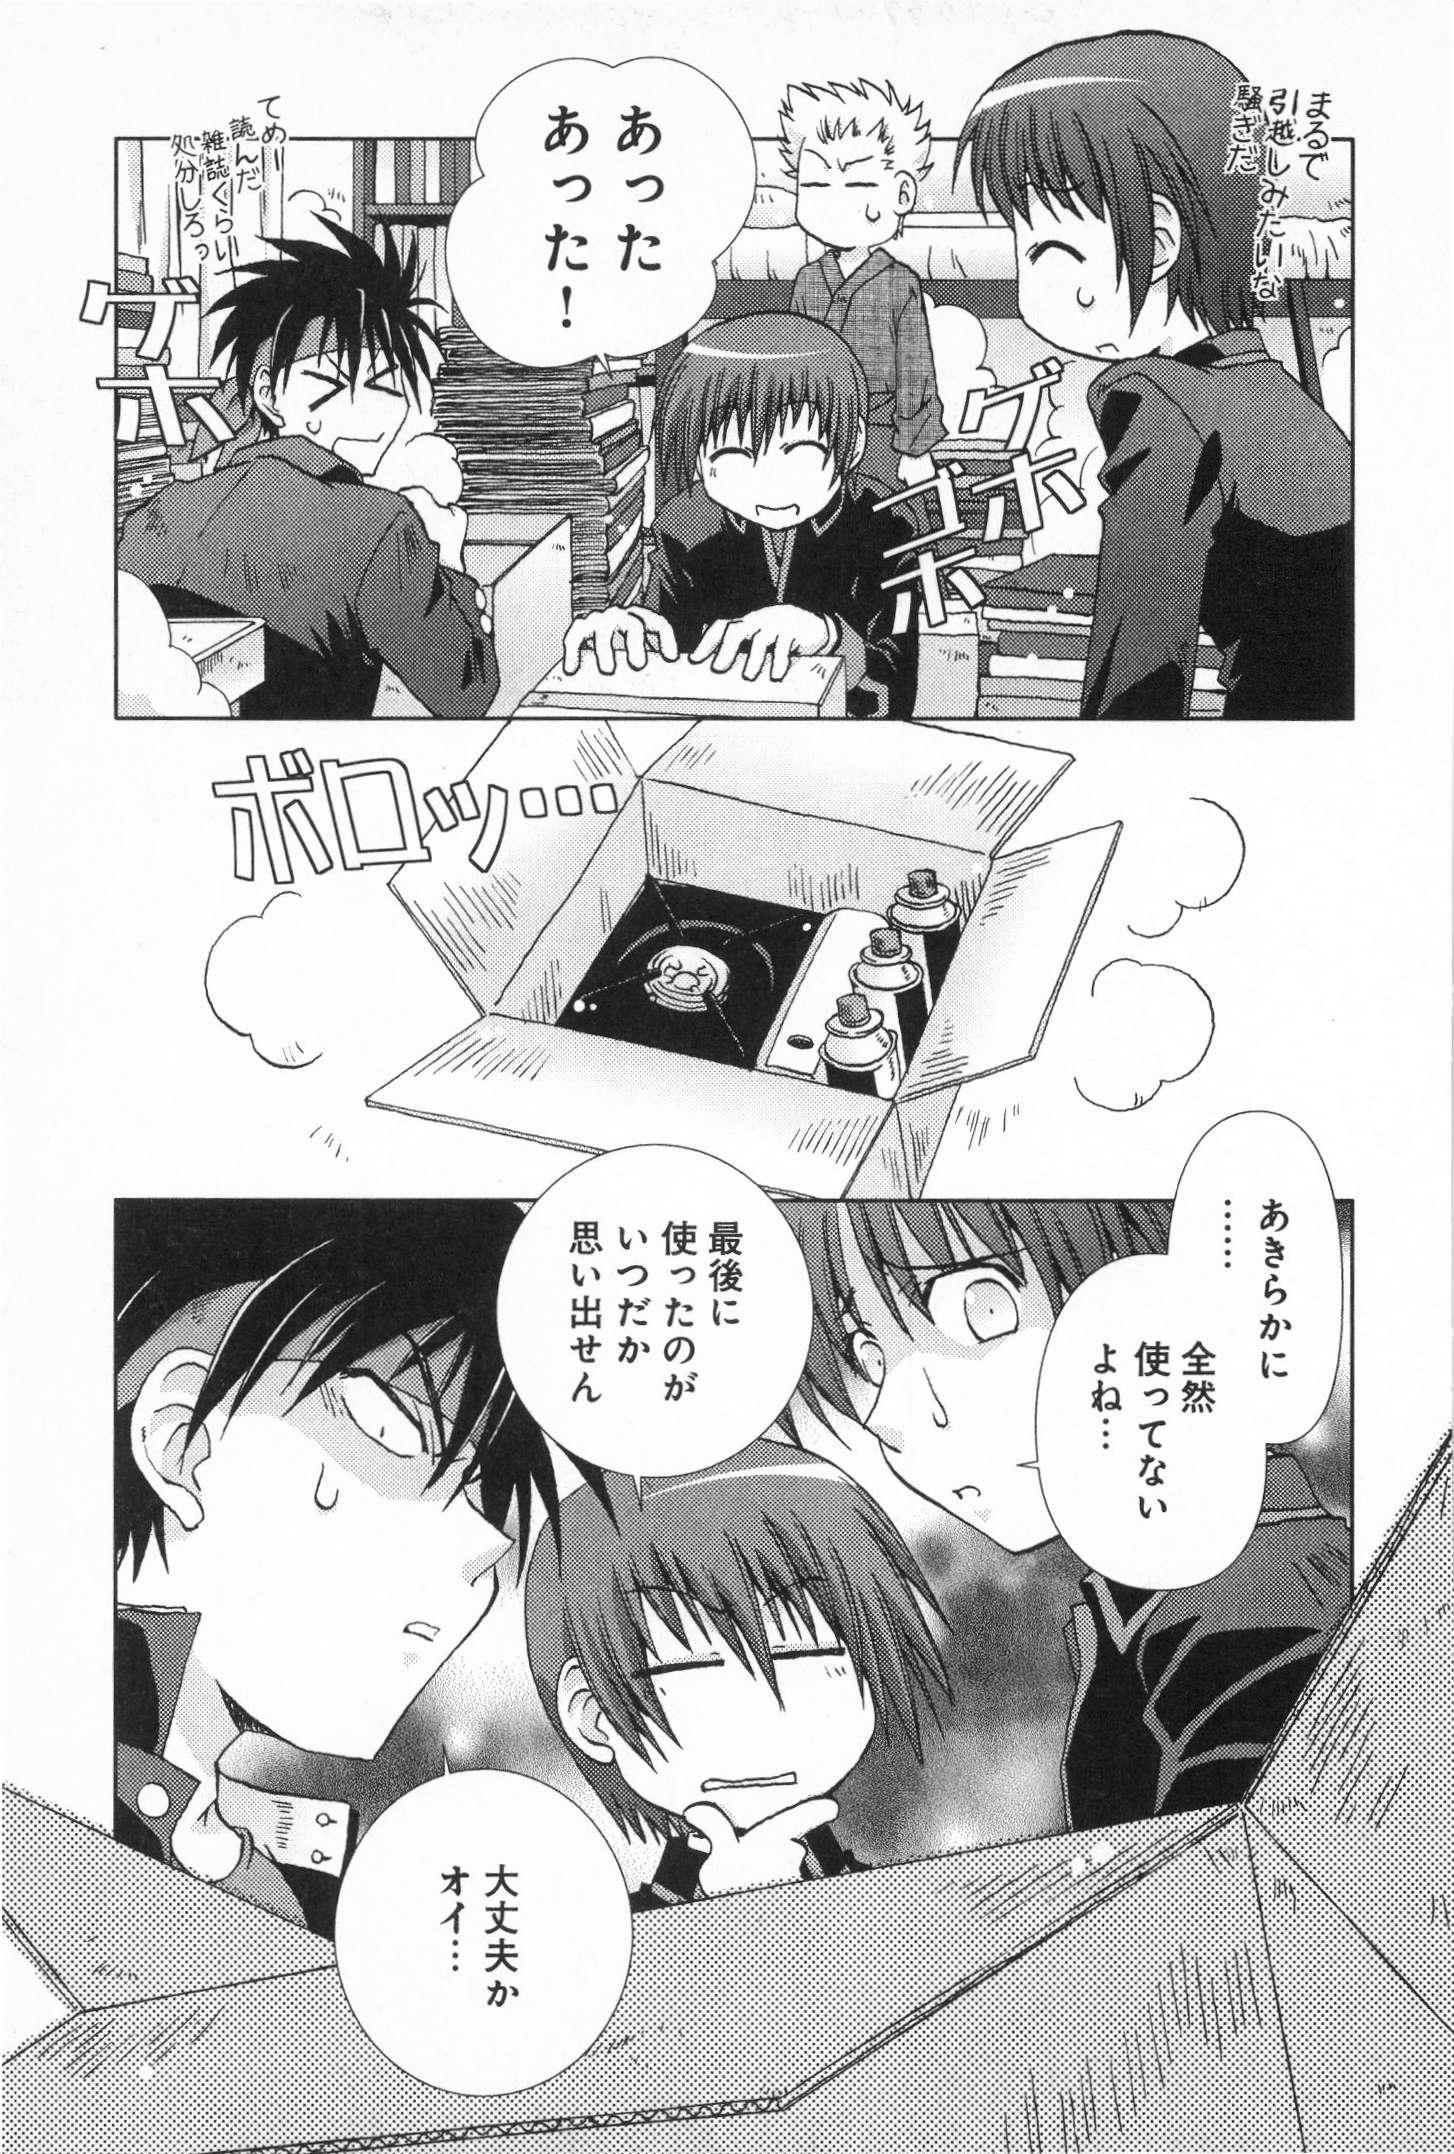 まるで
引越しみたいな
騒ぎだ
あった
あった！
てめー
読んだ
雑誌くらい
処分しろっ
ゲホ
ゲホ
ゴホ
ボロッ…
あきらかに
……
全然
使ってない
よね…
最後に
使ったのが
いつだか
思い出せん
大丈夫か
オイ…